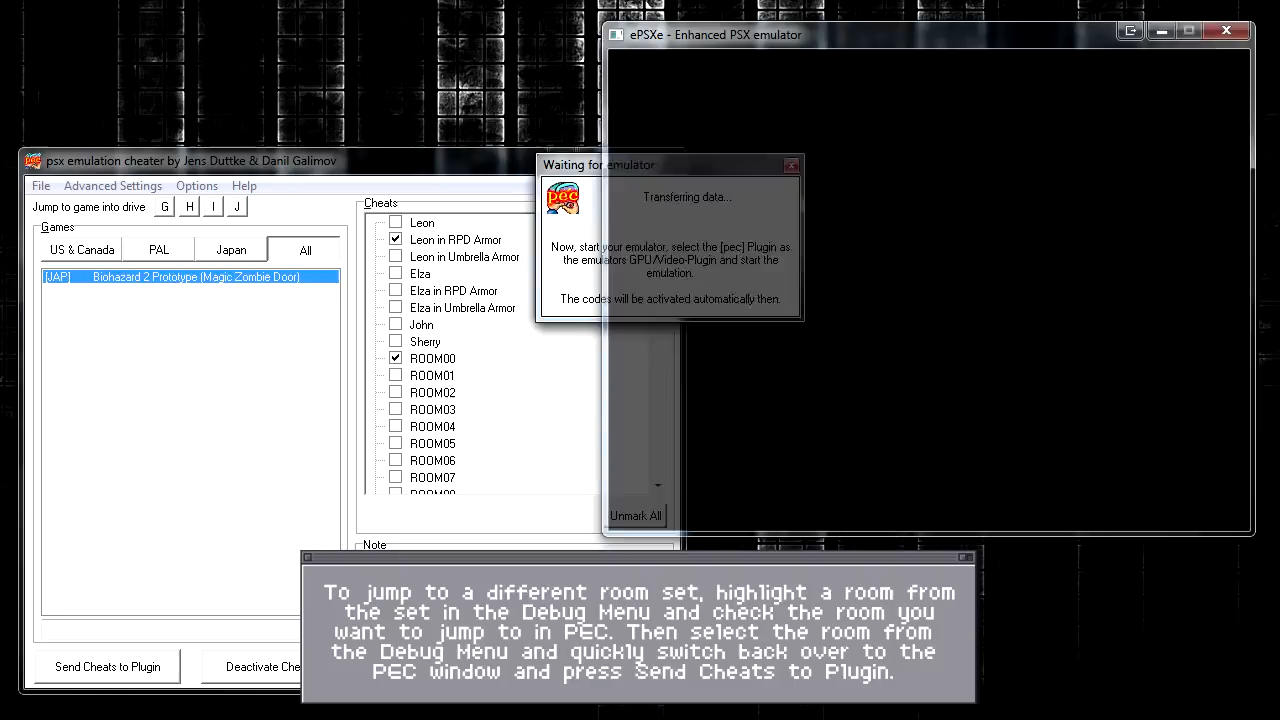 ePSXe - Enhanced PSX emulator
psx emulation cheater by Jens Duttke & Danil Galimov
File Advanced Settings Options Help
Jump to game into drive G H I J
Games
US & Canada PAL Japan All
[JAP] Biohazard 2 Prototype (Magic Zombie Door)
Send Cheats to Plugin
Deactivate Che
Cheats
Leon
Leon in RPD Armor
Leon in Umbrella Armor
Elza
Elza in RPD Armor
Elza in Umbrella Armor
John
Sherry
ROOM00
ROOM01
ROOM02
ROOM03
ROOM04
ROOM05
ROOM06
ROOM07
Unmark All
Note
Waiting for emulator
pec
Transferring data...
Now, start your emulator, select the [pec] Plugin as
the emulators GPU/Video-Plugin and start the
emulation.
The codes will be activated automatically then.
To jump to a different room set, highlight a room from
the set in the Debug Menu and check the room you
want to jump to in PEC. Then select the room from
the Debug Menu and quickly switch back over to the
PEC window and press Send Cheats to Plugin.